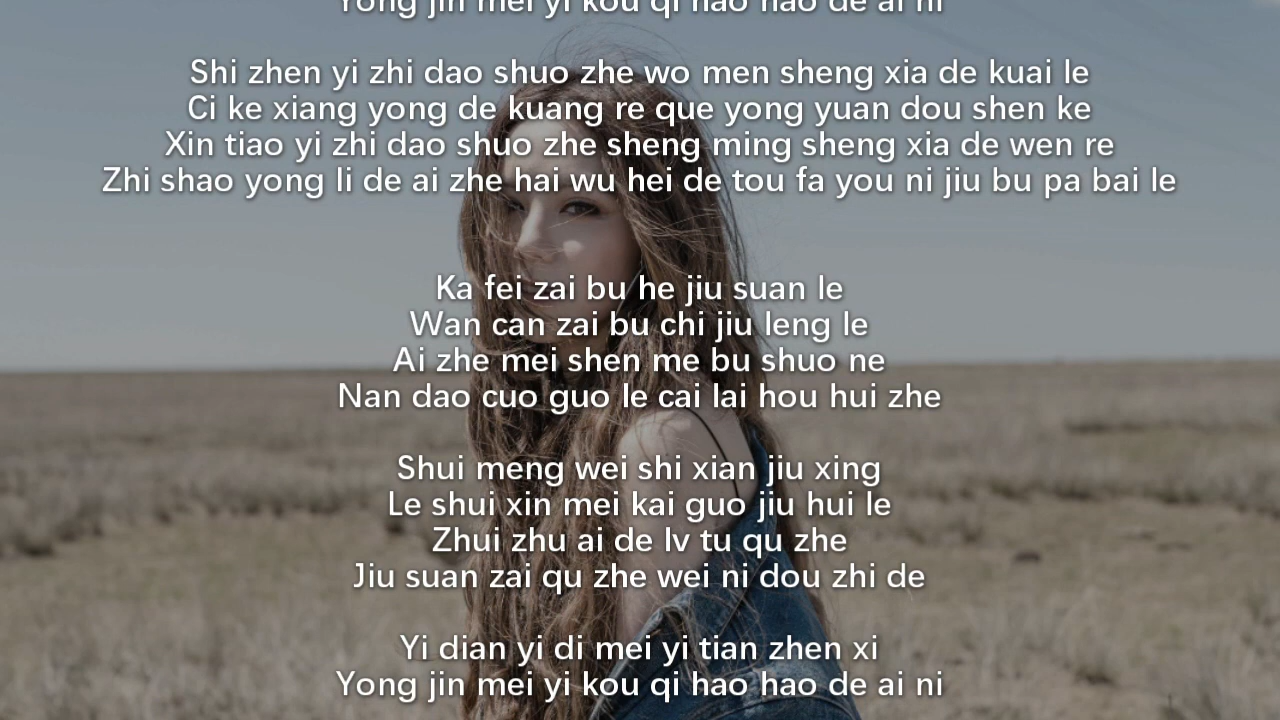 Yong jin mei yi kou qi hao hao de ai ni
Shi zhen yi zhi dao shuo zhe wo men sheng xia de kuai le
Ci ke xiang yong de kuang re que yong yuan dou shen ke
Xin tiao yi zhi dao shuo zhe sheng ming sheng xia de wen re
Zhi shao yong li de ai zhe hai wu hei de tou fa you ni jiu bu pa bai le
Ka fei zai bu he jiu suan le
Wan can zai bu chi jiu leng le
Ai zhe mei shen me bu shuo ne
Nan dao cuo guo le cai lai hou hui zhe
Shui meng wei shi xian jiu xing
Le shui xin mei kai guo jiu hui le
Zhui zhu ai de lv tu qu zhe
Jiu suan zai qu zhe wei ni dou zhi de
Yi dian yi di mei yi tian zhen xi
Yong jin mei yi kou qi hao hao de ai ni